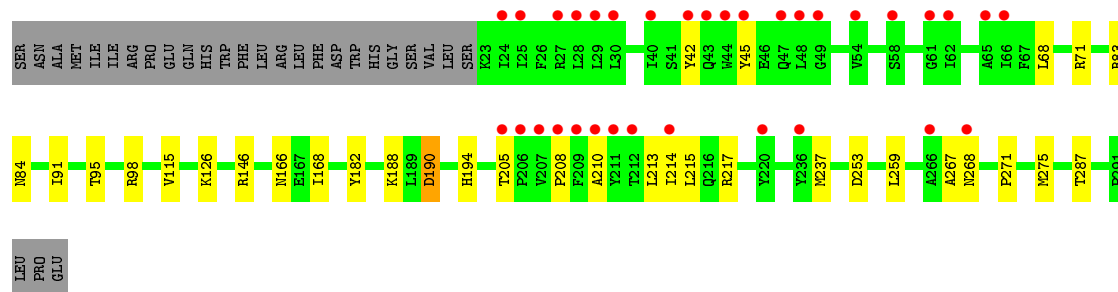 SER ASN ALA MET ILE ILE ARG PRO GLU GLN HIS TRP PHE LEU ARG LEU PHE ASP TRP HIS GLY SER VAL LEU SER K23 I24 I25 F26 R27 L28 L29 L30 I40 S41 Y42 Q43 W44 Y45 E46 Q47 L48 G49 V54 S58 G61 I62 A65 I66 F67 L68 R71
N84 I91 T95 R98 V115 K126 R146 N166 E167 I168 Y182 K188 L189 D190 H194 T205 P206 V207 P208 F209 A210 Y211 T212 L213 I214 L215 Q216 R217 Y220 Y236 M237 D253 L259 A266 A267 N268 P271 M275 T287
LEU PRO GLU